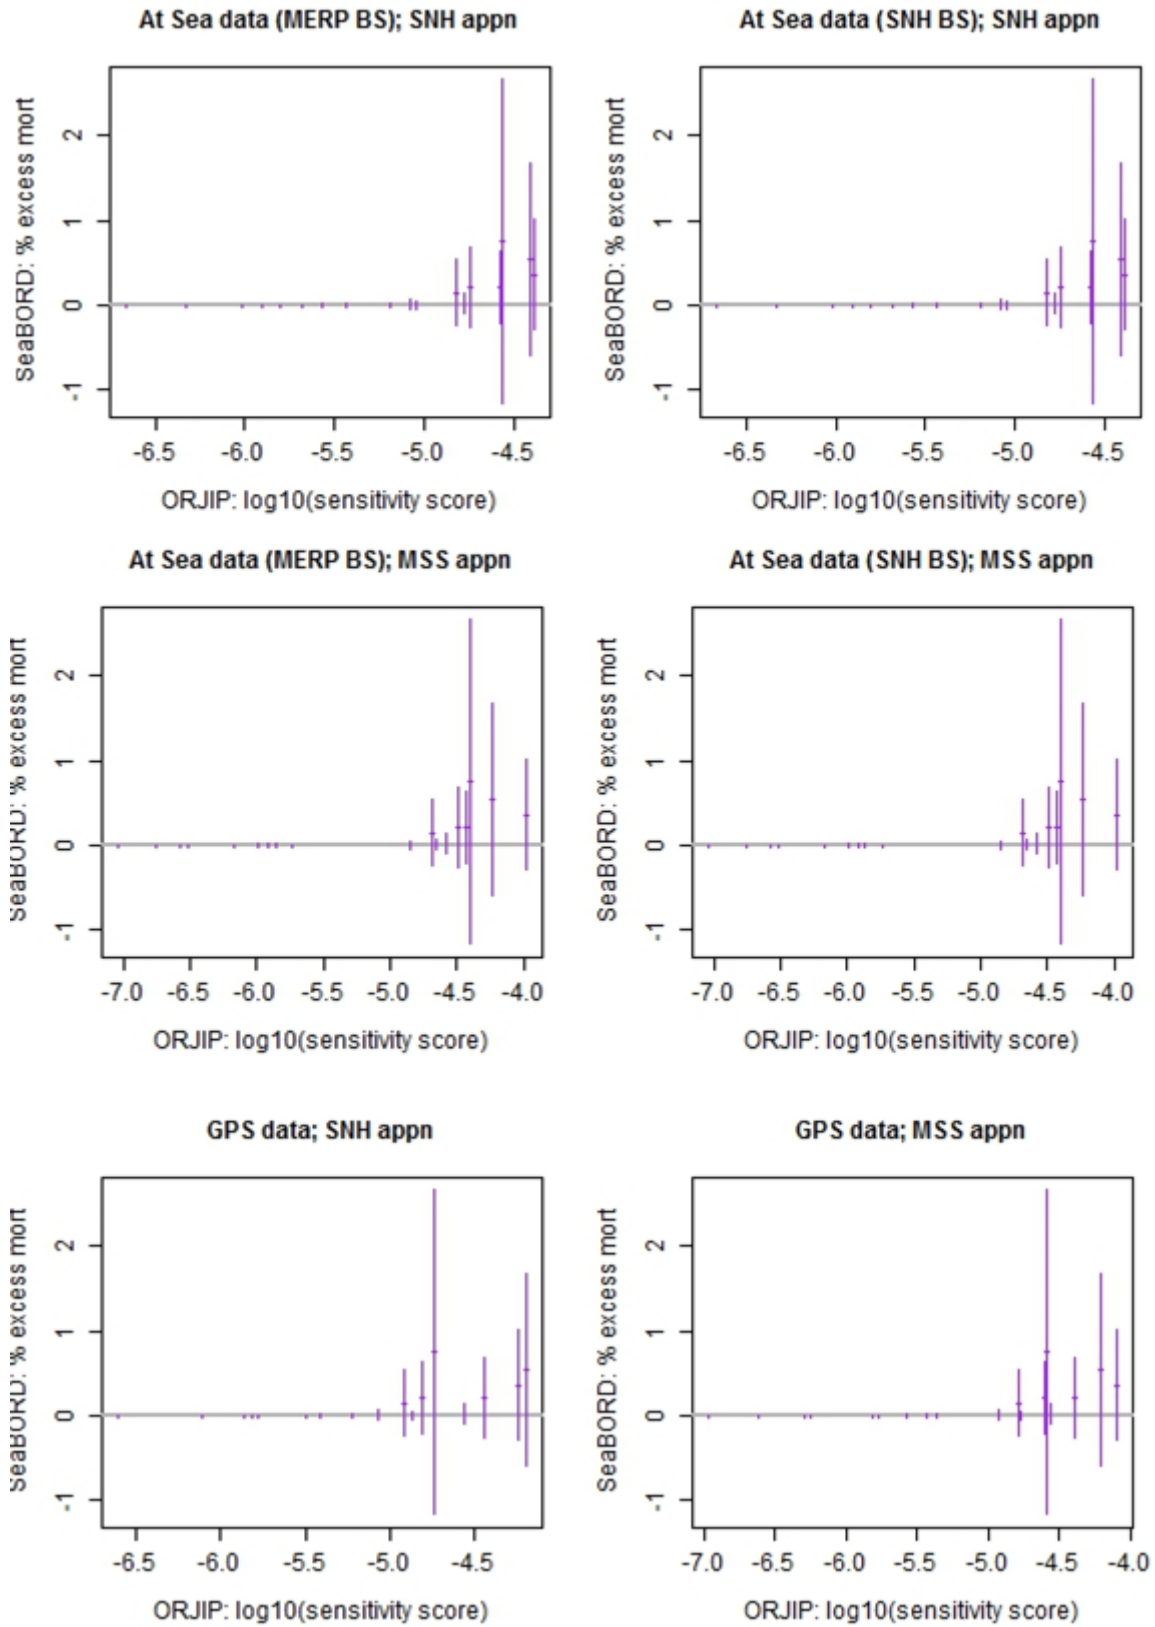 At Sea data (MERP BS); SNH appn
At Sea data (SNH BS); SNH appn
SeaBORD: % excess mort
2
1
0
-1
-6.5 -6.0 -5.5 -5.0 -4.5
ORJIP: log10(sensitivity score)
SeaBORD: % excess mort
2
1
0
-1
-6.5 -6.0 -5.5 -5.0 -4.5
ORJIP: log10(sensitivity score)
At Sea data (MERP BS); MSS appn
At Sea data (SNH BS); MSS appn
SeaBORD: % excess mort
2
1
0
-1
-7.0 -6.5 -6.0 -5.5 -5.0 -4.5 -4.0
ORJIP: log10(sensitivity score)
SeaBORD: % excess mort
2
1
0
-1
-7.0 -6.5 -6.0 -5.5 -5.0 -4.5 -4.0
ORJIP: log10(sensitivity score)
GPS data; SNH appn
GPS data; MSS appn
SeaBORD: % excess mort
2
1
0
-1
-6.5 -6.0 -5.5 -5.0 -4.5
ORJIP: log10(sensitivity score)
SeaBORD: % excess mort
2
1
0
-1
-7.0 -6.5 -6.0 -5.5 -5.0 -4.5 -4.0
ORJIP: log10(sensitivity score)